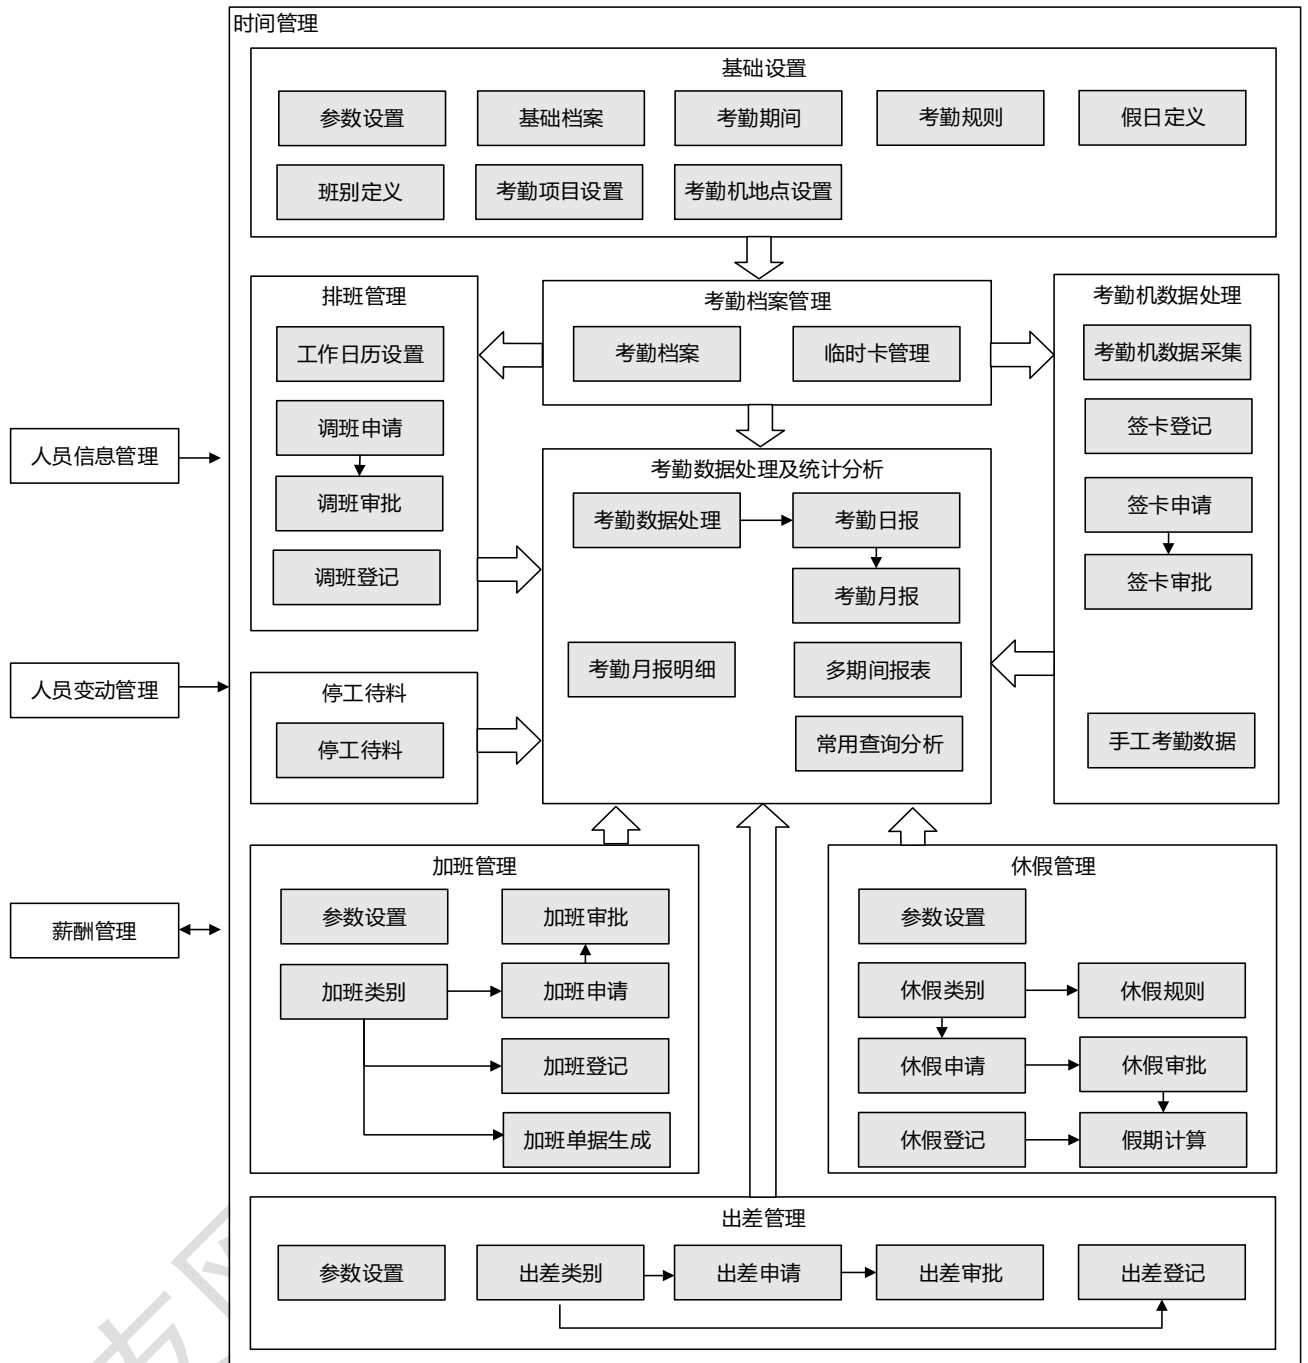 时间管理
基础设置
参数设置
基础档案
考勤期间
考勤规则
假日定义
班别定义
考勤项目设置
考勤机地点设置
排班管理
工作日历设置
调班申请
调班审批
调班登记
考勤档案管理
考勤档案
临时卡管理
考勤机数据处理
考勤机数据采集
签卡登记
签卡申请
签卡审批
手工考勤数据
人员信息管理
人员变动管理
薪酬管理
考勤数据处理及统计分析
考勤数据处理
考勤日报
考勤月报
考勤月报明细
多期间报表
常用查询分析
停工待料
停工待料
加班管理
参数设置
加班审批
加班类别
加班申请
加班登记
加班单据生成
休假管理
参数设置
休假类别
休假规则
休假申请
休假审批
休假登记
假期计算
出差管理
参数设置
出差类别
出差申请
出差审批
出差登记
友